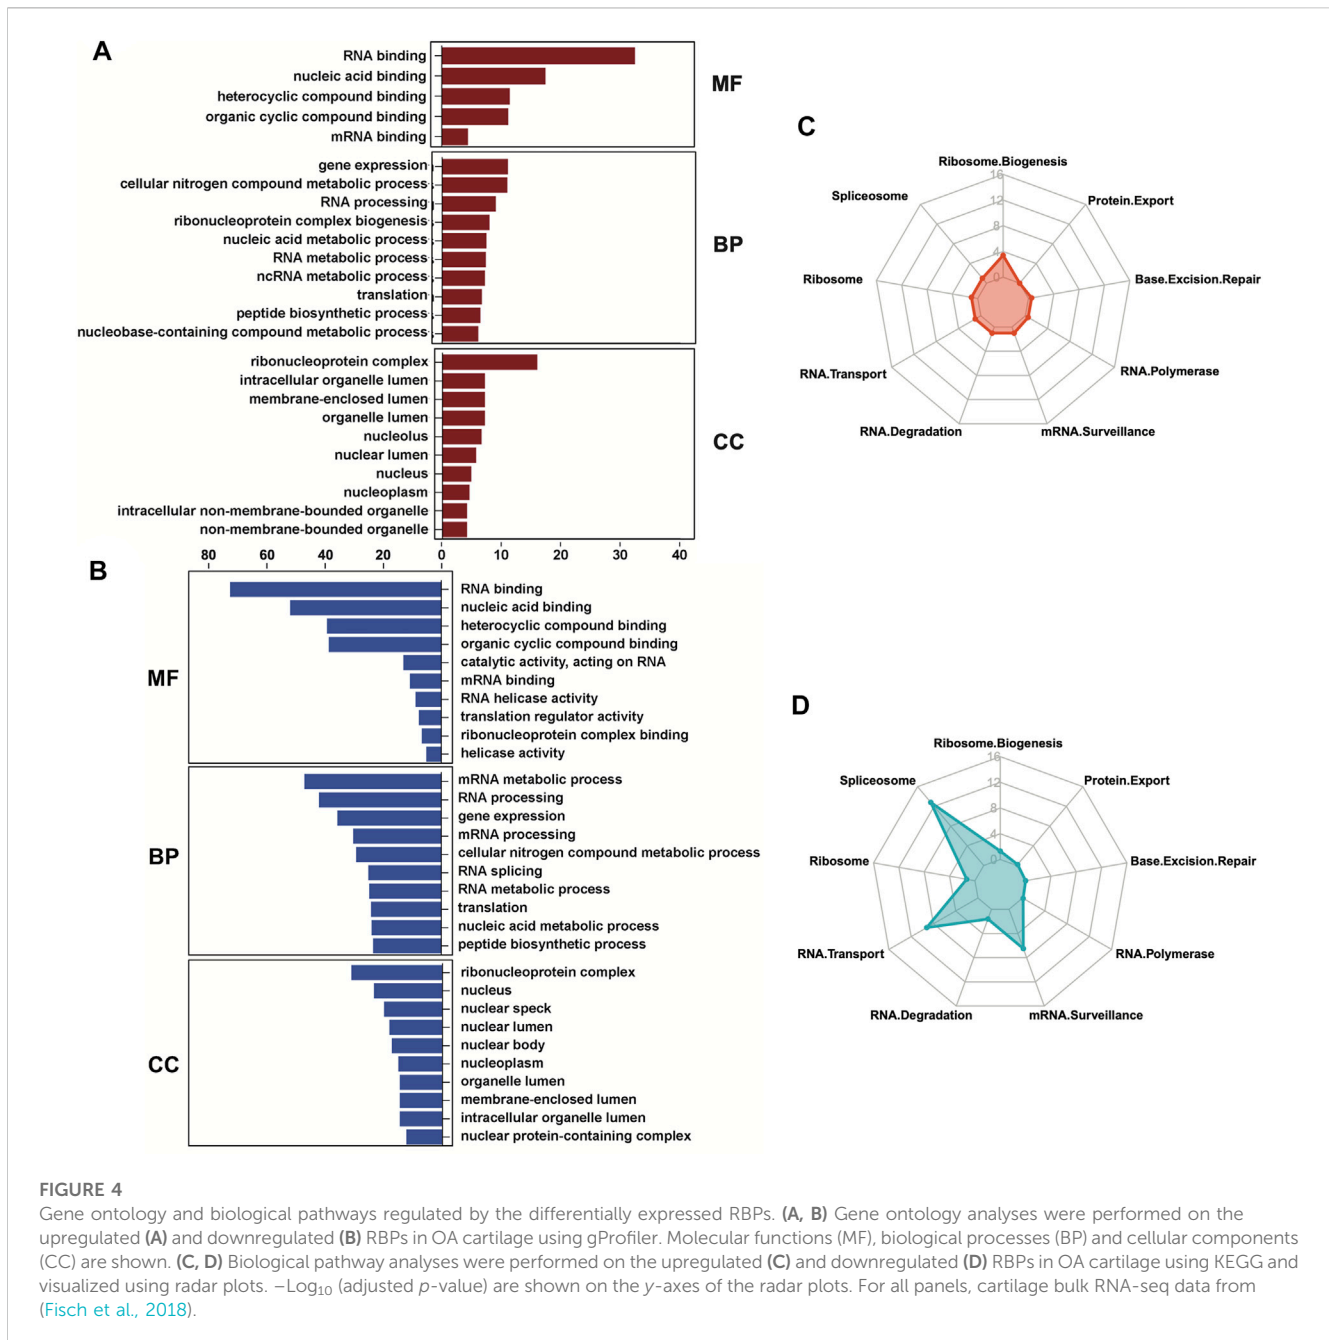 A
RNA binding
nucleic acid binding
heterocyclic compound binding
organic cyclic compound binding
mRNA binding
MF
gene expression
cellular nitrogen compound metabolic process
RNA processing
ribonucleoprotein complex biogenesis
nucleic acid metabolic process
RNA metabolic process
ncRNA metabolic process
translation
peptide biosynthetic process
nucleobase-containing compound metabolic process
BP
ribonucleoprotein complex
intracellular organelle lumen
membrane-enclosed lumen
organelle lumen
nucleolus
nuclear lumen
nucleus
nucleoplasm
intracellular non-membrane-bounded organelle
non-membrane-bounded organelle
CC
80 60 40 20 0 10 20 30 40
B
RNA binding
nucleic acid binding
heterocyclic compound binding
organic cyclic compound binding
catalytic activity, acting on RNA
mRNA binding
RNA helicase activity
translation regulator activity
ribonucleoprotein complex binding
helicase activity
MF
mRNA metabolic process
RNA processing
gene expression
mRNA processing
cellular nitrogen compound metabolic process
RNA splicing
RNA metabolic process
translation
nucleic acid metabolic process
peptide biosynthetic process
BP
ribonucleoprotein complex
nucleus
nuclear speck
nuclear lumen
nuclear body
nucleoplasm
organelle lumen
membrane-enclosed lumen
intracellular organelle lumen
nuclear protein-containing complex
CC
C
Ribosome.Biogenesis
Spliceosome
Protein.Export
Ribosome
Base.Excision.Repair
RNA.Transport
RNA.Polymerase
RNA.Degradation
mRNA.Surveillance
16
12
8
4
0
D
Ribosome.Biogenesis
Spliceosome
Protein.Export
Ribosome
Base.Excision.Repair
RNA.Transport
RNA.Polymerase
RNA.Degradation
mRNA.Surveillance
16
12
8
4
0
FIGURE 4
Gene ontology and biological pathways regulated by the differentially expressed RBPs. (A, B) Gene ontology analyses were performed on the
upregulated (A) and downregulated (B) RBPs in OA cartilage using gProfiler. Molecular functions (MF), biological processes (BP) and cellular components
(CC) are shown. (C, D) Biological pathway analyses were performed on the upregulated (C) and downregulated (D) RBPs in OA cartilage using KEGG and
visualized using radar plots. −Log₁₀ (adjusted p-value) are shown on the y-axes of the radar plots. For all panels, cartilage bulk RNA-seq data from
(Fisch et al., 2018).